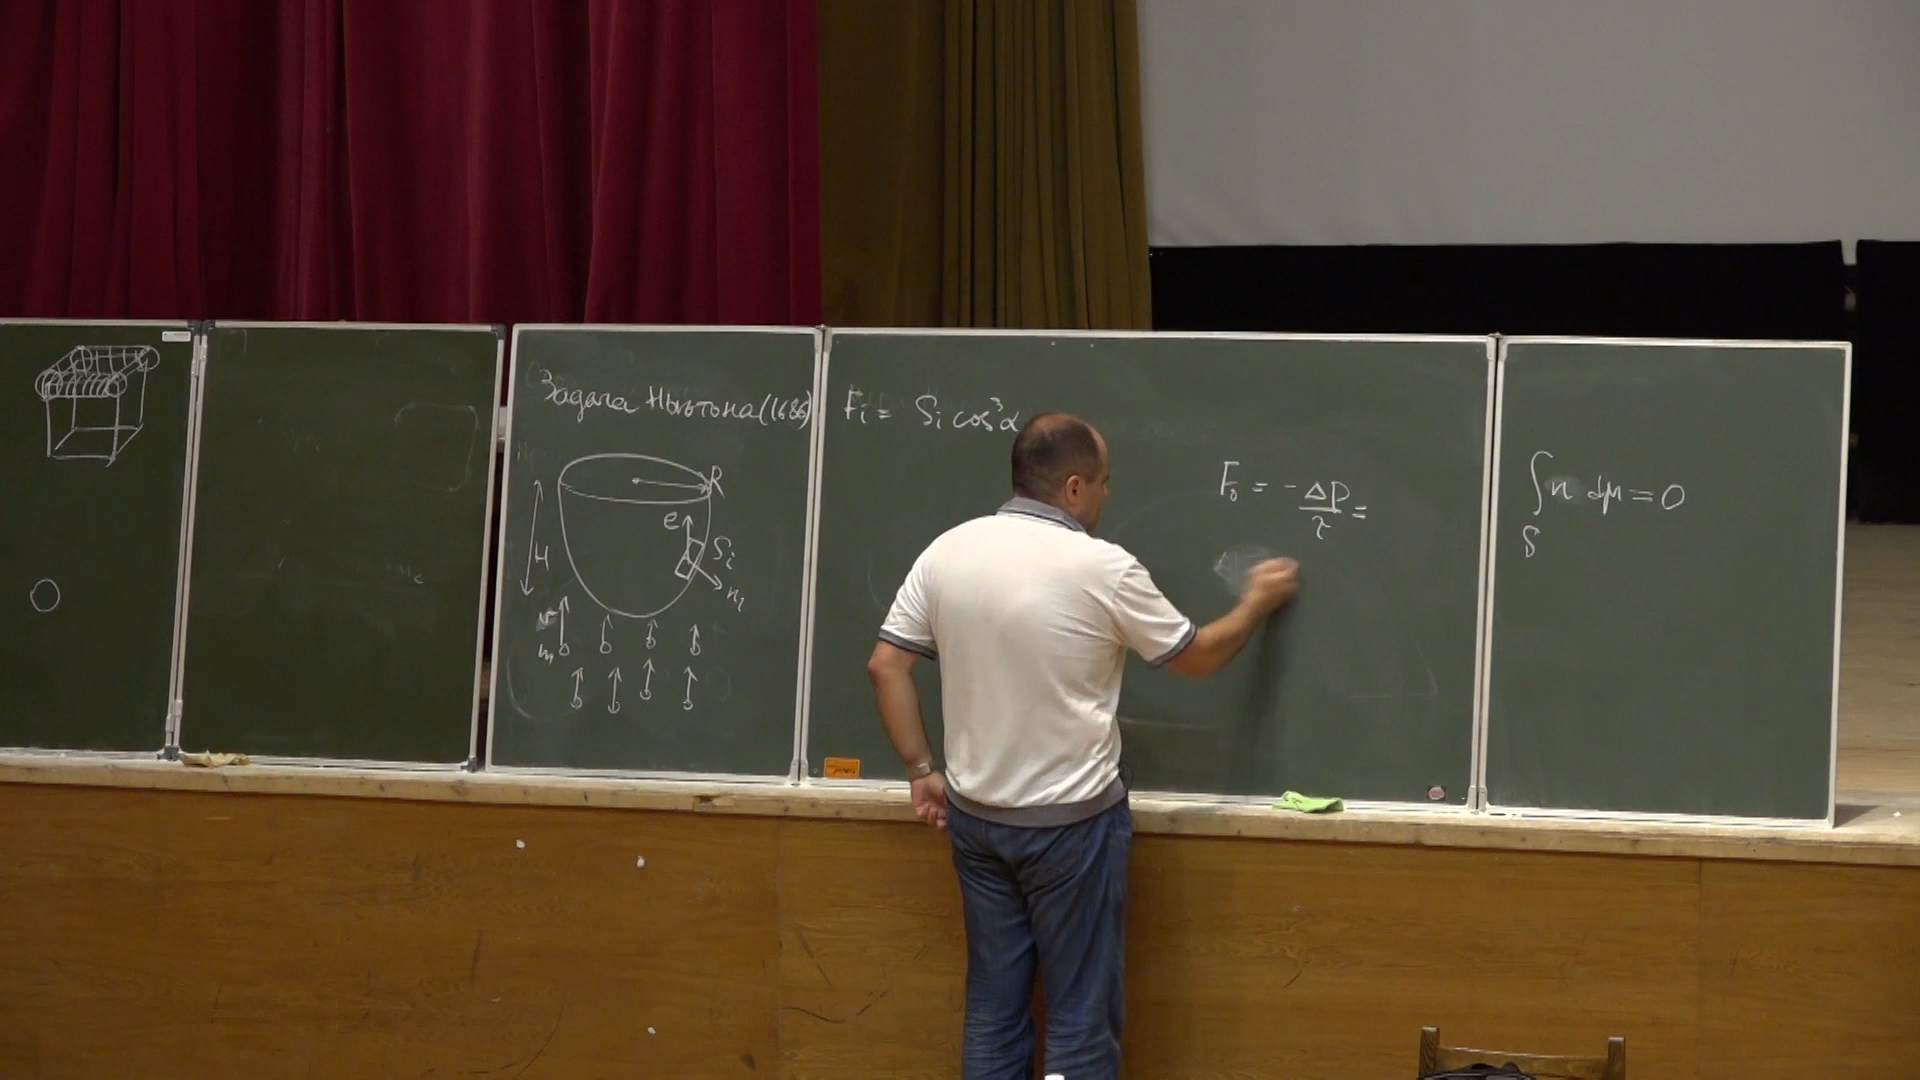 Задача Ньютона (1686)
R
e
H
Sᵢ
n₁
v
m
Fᵢ = Sᵢ cos³α
F₀ = -ΔP/τ =
∫ₛ n dμ = 0